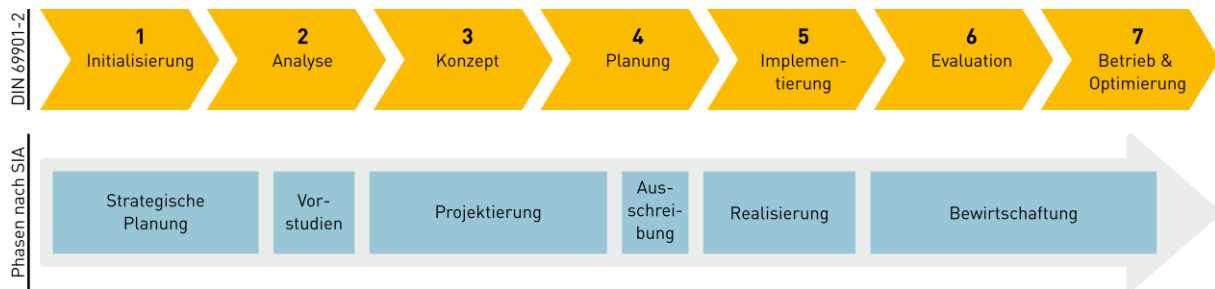 DIN 69901-2
1
Initialisierung
2
Analyse
3
Konzept
4
Planung
5
Implemen-
tierung
6
Evaluation
7
Betrieb &
Optimierung
Phasen nach SIA
Strategische
Planung
Vor-
studien
Projektierung
Aus-
schrei-
bung
Realisierung
Bewirtschaftung